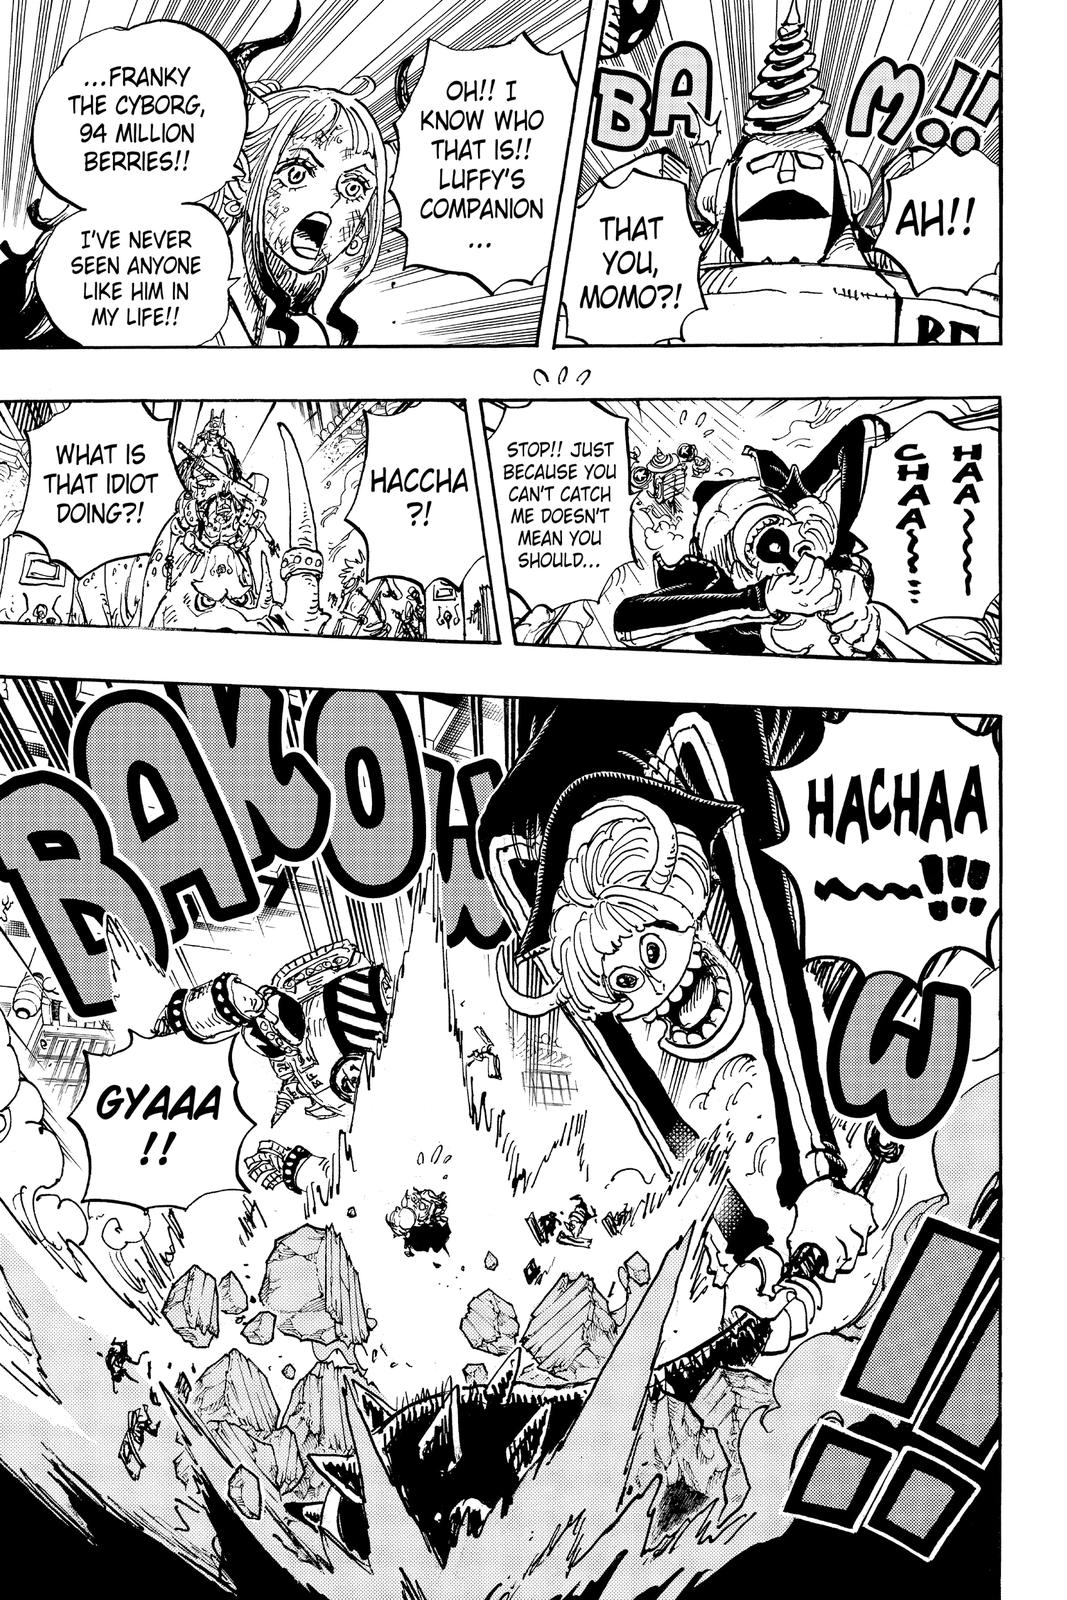 BAM!!
AH!!
THAT
YOU,
MOMO?!
OH!! I
KNOW WHO
THAT IS!!
LUFFY'S
COMPANION
...
...FRANKY
THE CYBORG,
94 MILLION
BERRIES!!
I'VE NEVER
SEEN ANYONE
LIKE HIM IN
MY LIFE!!
HAA~
CHAA~...
STOP!! JUST
BECAUSE YOU
CAN'T CATCH
ME DOESN'T
MEAN YOU
SHOULD...
HACCHA
?!
WHAT IS
THAT IDIOT
DOING?!
HACHAA
~!!!
BAKOWW!!
GYAAA
!!